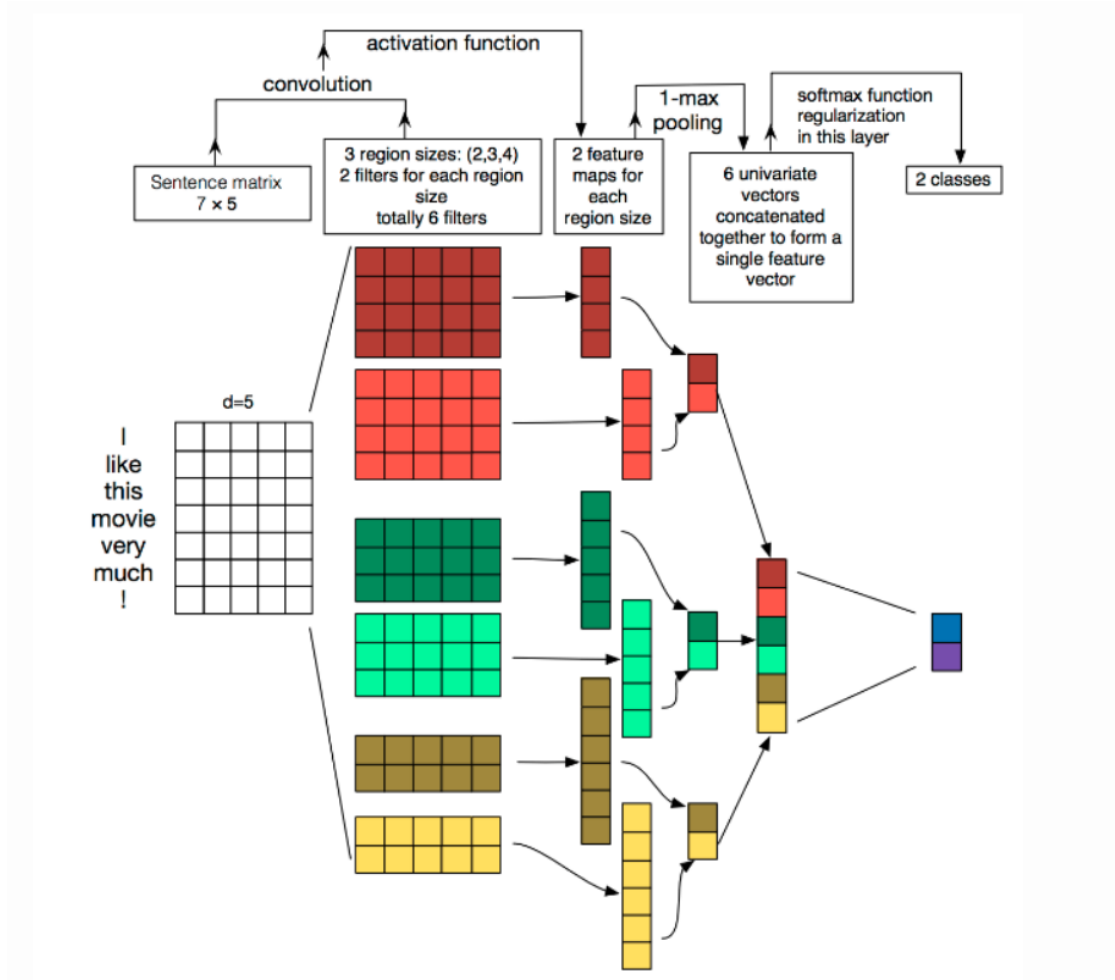 activation function
convolution
1-max
pooling
softmax function
regularization
in this layer
Sentence matrix
7 × 5
3 region sizes: (2,3,4)
2 filters for each region
size
totally 6 filters
2 feature
maps for
each
region size
6 univariate
vectors
concatenated
together to form a
single feature
vector
2 classes
d=5
I
like
this
movie
very
much
!